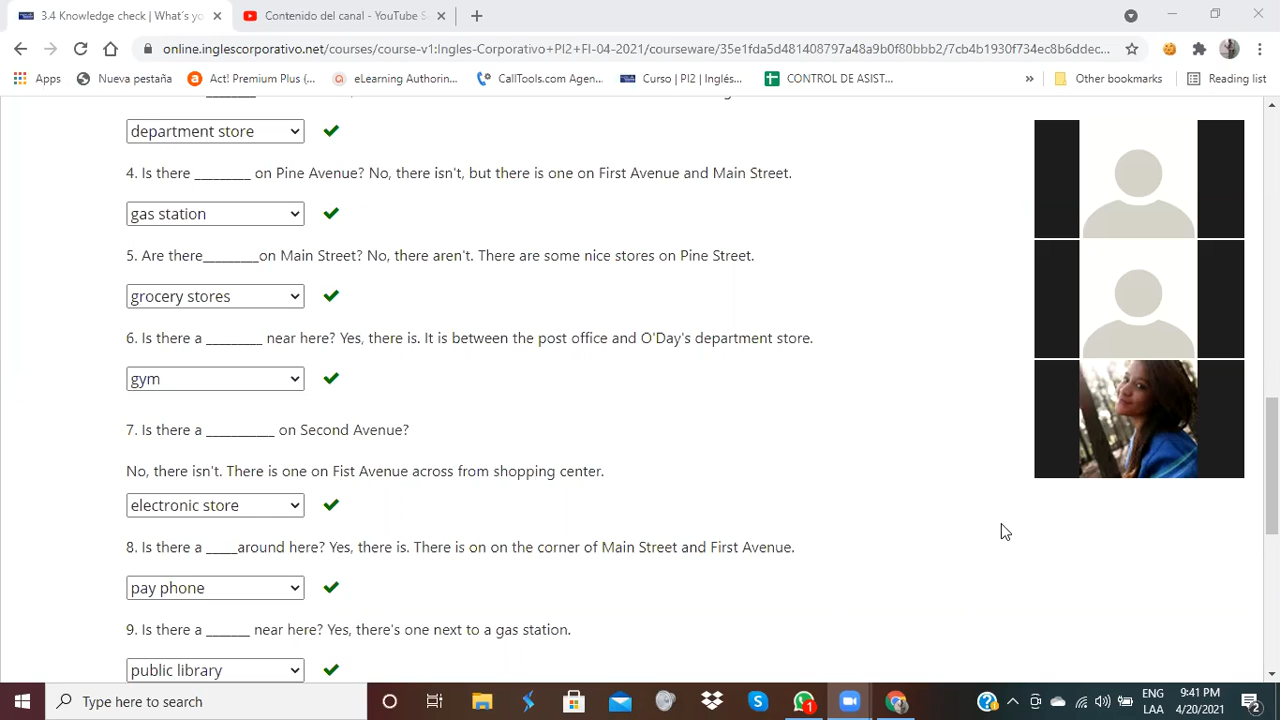 3.4 Knowledge check | What's yo
Contenido del canal - YouTube S
online.inglescorporativo.net/courses/course-v1:Ingles-Corporativo+PI2+FI-04-2021/courseware/35e1fda5d481408797a48a9b0f80bbb2/7cb4b1930f734ec8b6ddec...
Apps Nueva pestaña Act! Premium Plus (... eLearning Authorin... CallTools.com Agen... Curso | PI2 | Inglés... CONTROL DE ASIST... » Other bookmarks Reading list
department store
4. Is there _________ on Pine Avenue? No, there isn't, but there is one on First Avenue and Main Street.
gas station
5. Are there_________on Main Street? No, there aren't. There are some nice stores on Pine Street.
grocery stores
6. Is there a _________ near here? Yes, there is. It is between the post office and O'Day's department store.
gym
7. Is there a ___________ on Second Avenue?
No, there isn't. There is one on Fist Avenue across from shopping center.
electronic store
8. Is there a _____around here? Yes, there is. There is on on the corner of Main Street and First Avenue.
pay phone
9. Is there a _______ near here? Yes, there's one next to a gas station.
public library
Type here to search
1
ENG
LAA
9:41 PM
4/20/2021
2